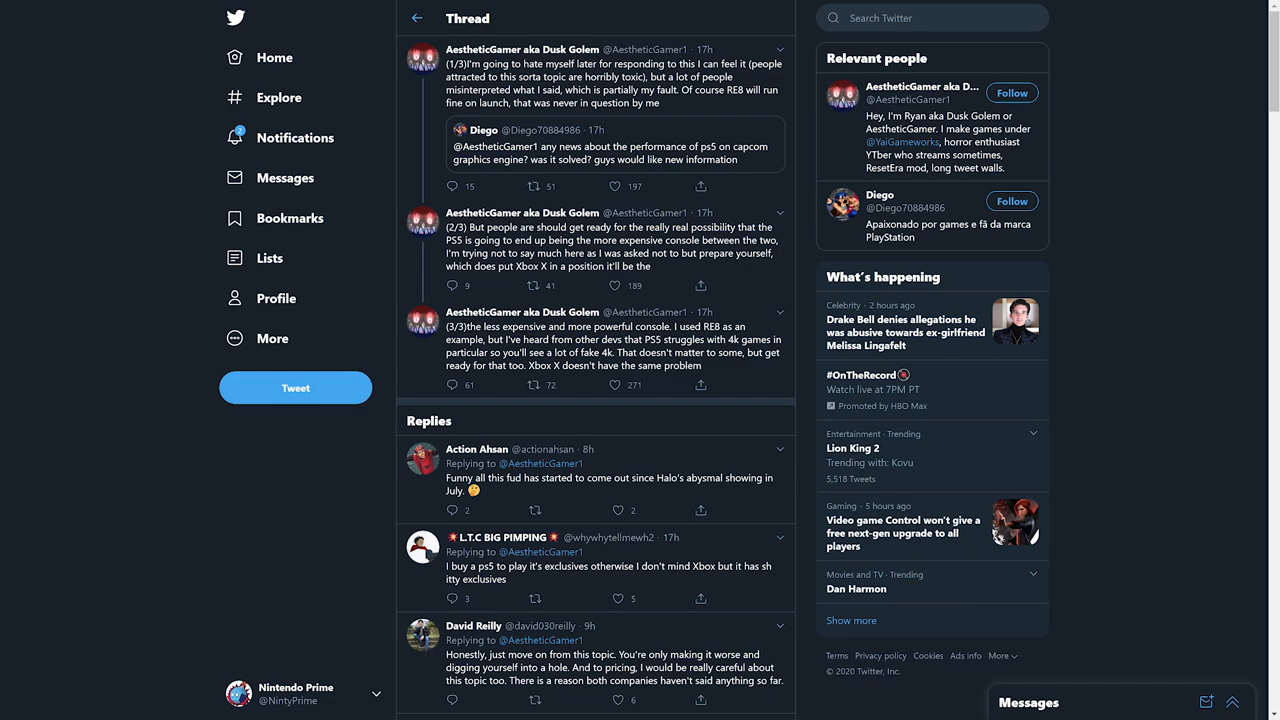 Home
Explore
2
Notifications
Messages
Bookmarks
Lists
Profile
More
Tweet
Nintendo Prime
@NintyPrime
Thread
AestheticGamer aka Dusk Golem @AestheticGamer1 · 17h
(1/3)I'm going to hate myself later for responding to this I can feel it (people
attracted to this sorta topic are horribly toxic), but a lot of people
misinterpreted what I said, which is partially my fault. Of course RE8 will run
fine on launch, that was never in question by me
Diego @Diego70884986 · 17h
@AestheticGamer1 any news about the performance of ps5 on capcom
graphics engine? was it solved? guys would like new information
15 51 197
AestheticGamer aka Dusk Golem @AestheticGamer1 · 17h
(2/3) But people are should get ready for the really real possibility that the
PS5 is going to end up being the more expensive console between the two,
I'm trying not to say much here as I was asked not to but prepare yourself,
which does put Xbox X in a position it'll be the
9 41 189
AestheticGamer aka Dusk Golem @AestheticGamer1 · 17h
(3/3)the less expensive and more powerful console. I used RE8 as an
example, but I've heard from other devs that PS5 struggles with 4k games in
particular so you'll see a lot of fake 4k. That doesn't matter to some, but get
ready for that too. Xbox X doesn't have the same problem
61 72 271
Replies
Action Ahsan @actionahsan · 8h
Replying to @AestheticGamer1
Funny all this fud has started to come out since Halo's abysmal showing in
July. 🤔
2 2
💥L.T.C BIG PIMPING💥 @whywhytellmewh2 · 17h
Replying to @AestheticGamer1
I buy a ps5 to play it's exclusives otherwise I don't mind Xbox but it has sh
itty exclusives
3 5
David Reilly @david030reilly · 9h
Replying to @AestheticGamer1
Honestly, just move on from this topic. You're only making it worse and
digging yourself into a hole. And to pricing, I would be really careful about
this topic too. There is a reason both companies haven't said anything so far.
6
Search Twitter
Relevant people
AestheticGamer aka D...
@AestheticGamer1
Follow
Hey, I'm Ryan aka Dusk Golem or
AestheticGamer. I make games under
@YaiGameworks, horror enthusiast
YTber who streams sometimes,
ResetEra mod, long tweet walls.
Diego
@Diego70884986
Follow
Apaixonado por games e fã da marca
PlayStation
What's happening
Celebrity · 2 hours ago
Drake Bell denies allegations he
was abusive towards ex-girlfriend
Melissa Lingafelt
#OnTheRecord
Watch live at 7PM PT
Promoted by HBO Max
Entertainment · Trending
Lion King 2
Trending with: Kovu
5,518 Tweets
Gaming · 5 hours ago
Video game Control won't give a
free next-gen upgrade to all
players
Movies and TV · Trending
Dan Harmon
Show more
Terms Privacy policy Cookies Ads info More
© 2020 Twitter, Inc.
Messages